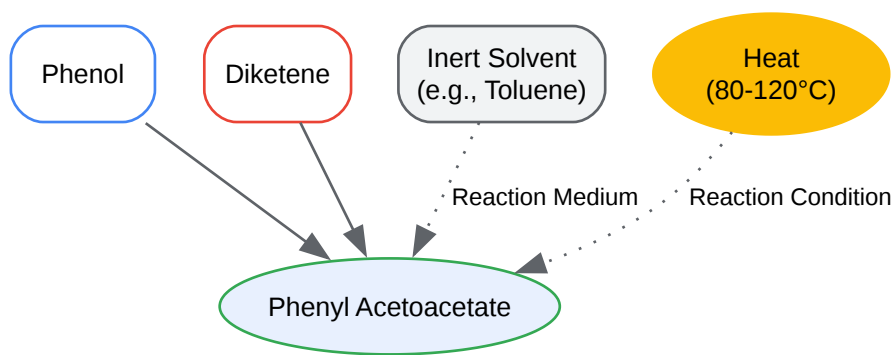 Phenol
Diketene
Inert Solvent
(e.g., Toluene)
Heat
(80-120°C)
Reaction Medium
Reaction Condition
Phenyl Acetoacetate